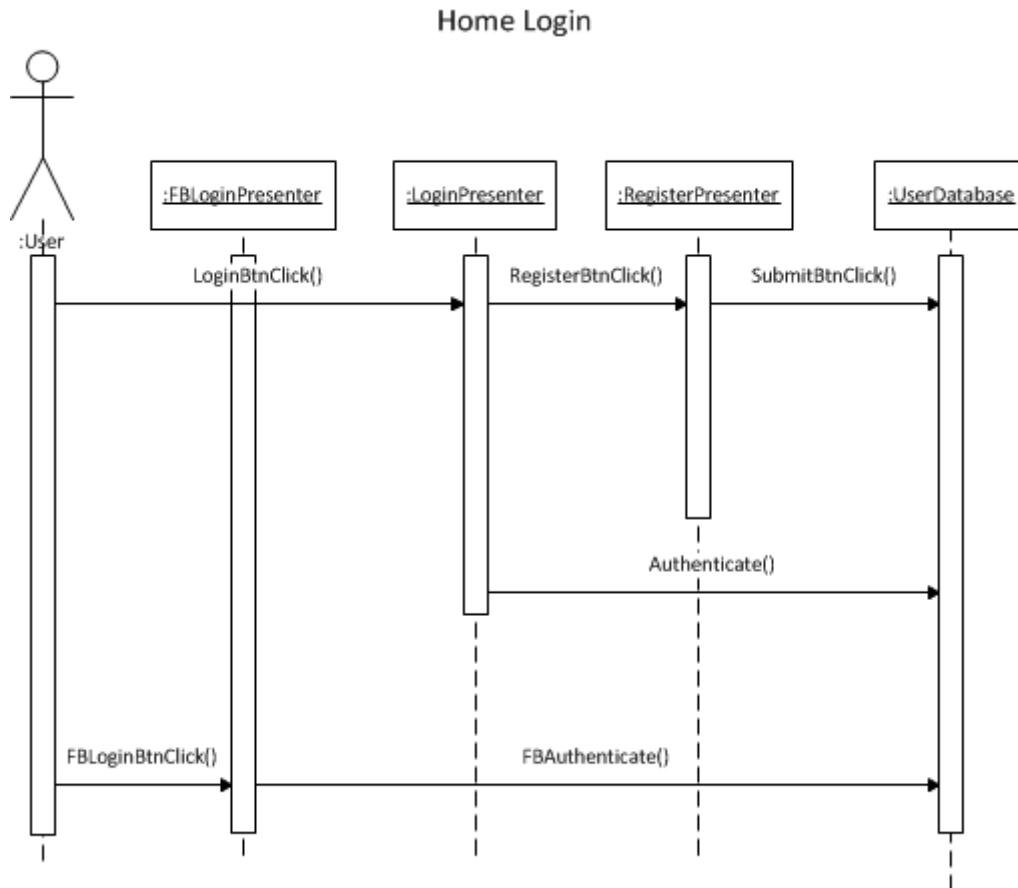 Home Login
:FBLoginPresenter
:LoginPresenter
:RegisterPresenter
:UserDatabase
:User
LoginBtnClick()
RegisterBtnClick()
SubmitBtnClick()
Authenticate()
FBLoginBtnClick()
FBAuthenticate()